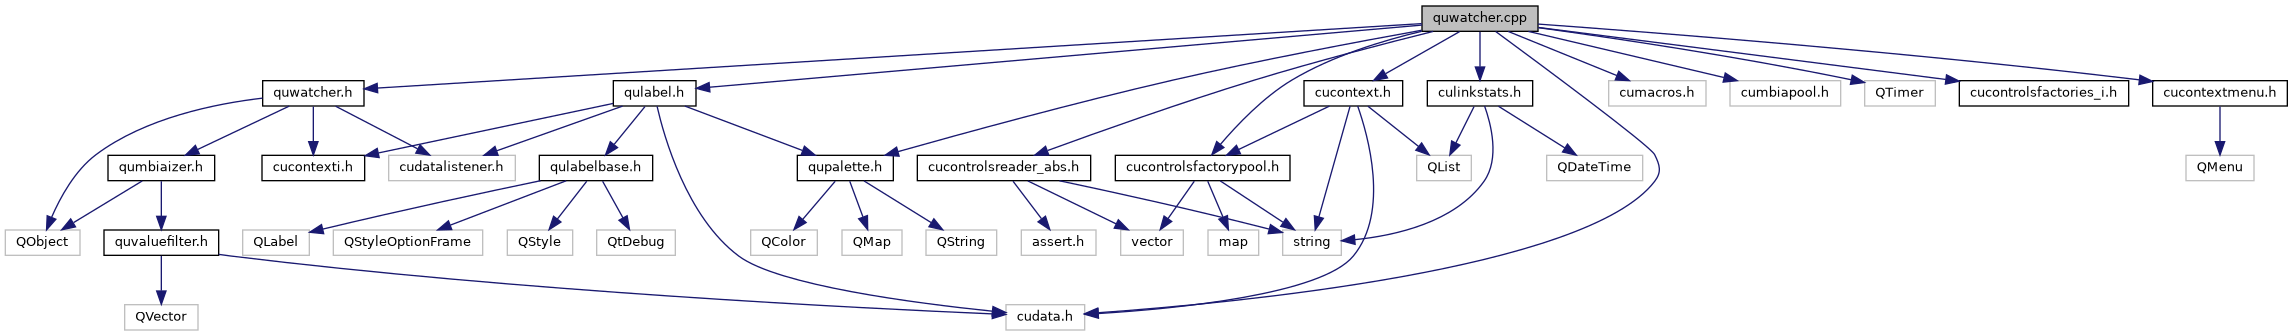 quwatcher.cpp
quwatcher.h
qulabel.h
cucontext.h
culinkstats.h
cumacros.h
cumbiapool.h
QTimer
cucontrolsfactories_i.h
cucontextmenu.h
qumbiaizer.h
cucontexti.h
cudatalistener.h
qulabelbase.h
qupalette.h
cucontrolsreader_abs.h
cucontrolsfactorypool.h
QList
QDateTime
QMenu
QObject
quvaluefilter.h
QLabel
QStyleOptionFrame
QStyle
QtDebug
QColor
QMap
QString
assert.h
vector
map
string
QVector
cudata.h